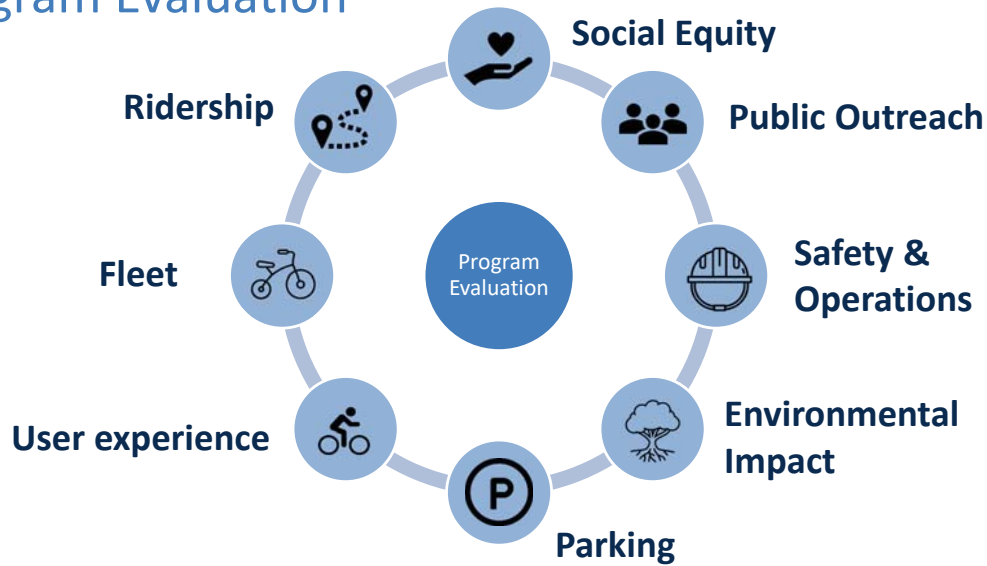 gram Evaluation
Social Equity
Ridership
Public Outreach
Fleet
Program
Evaluation
Safety &
Operations
User experience
Environmental
Impact
P
Parking